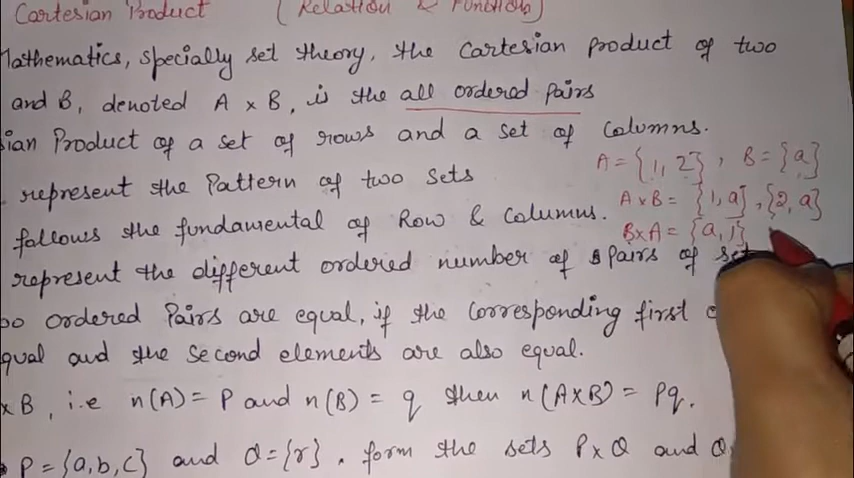 Cartesian Product ( Relation & Function)
Mathematics, specially set theory, the cartesian product of two
and B, denoted A x B, is the all ordered pairs
sian Product of a set of rows and a set of columns.
represent the Pattern of two sets
A = {1, 2}, B = {a}
A x B = {1, a}, {2, a}
follows the fundamental of Row & columns.
B x A = {a, 1}
represent the different ordered number of pairs of set
oo ordered Pairs are equal, if the corresponding first
qual and the second elements are also equal.
x B, i.e n(A) = P and n(B) = q then n(A x B) = pq.
P = {a, b, c} and Q = {r}. form the sets P x Q and Q